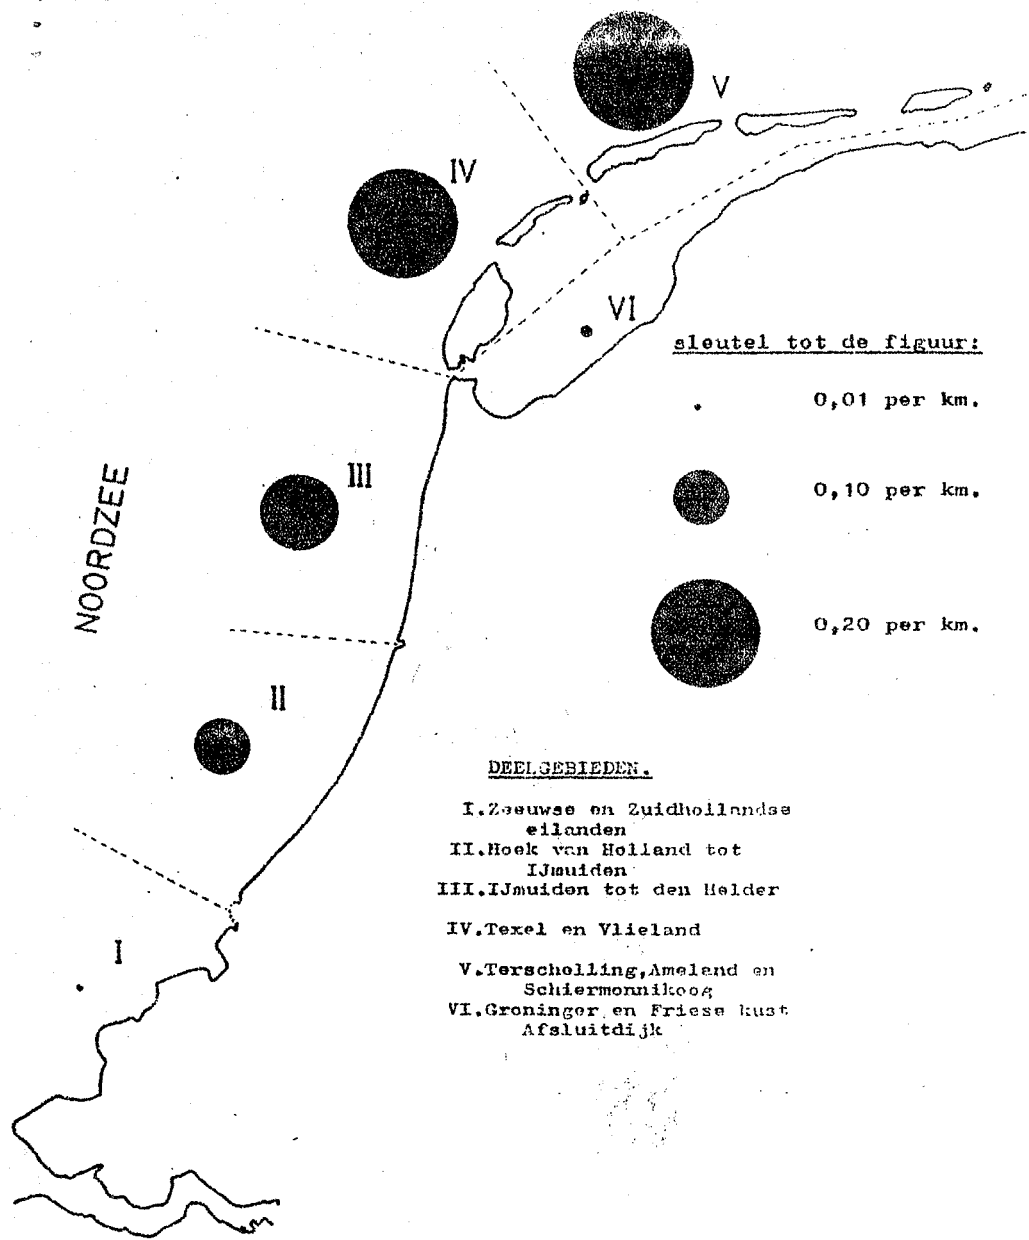 V
IV
VI
sleutel tot de figuur:
0,01 per km.
III
0,10 per km.
NOORDZEE
0,20 per km.
II
DEELGEBIEDEN.
I.Zeeuwse en Zuidhollandse
eilanden
II.Hoek van Holland tot
IJmuiden
III.IJmuiden tot den Helder
IV.Texel en Vlieland
I
V.Terschelling,Ameland en
Schiermonnikoog
VI.Groninger en Friese kust
Afsluitdijk